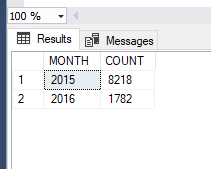 100 %
Results Messages
MONTH COUNT
1 2015 8218
2 2016 1782